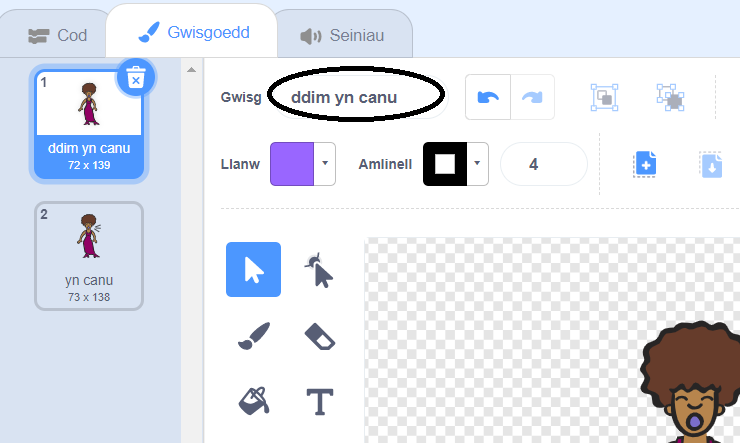 Cod
Gwisgoedd
Seiniau
1
ddim yn canu
72 x 139
2
yn canu
73 x 138
Gwisg
ddim yn canu
Llanw
Amlinell
4
T